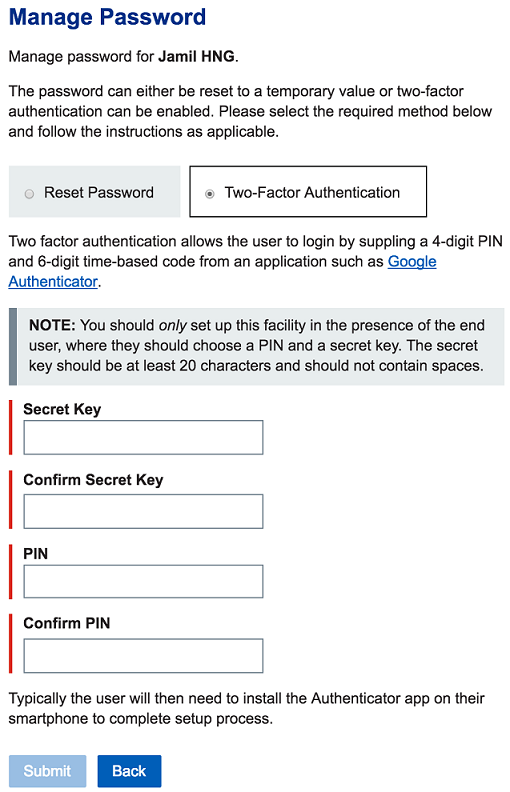 Manage Password
Manage password for Jamil HNG.
The password can either be reset to a temporary value or two-factor
authentication can be enabled. Please select the required method below
and follow the instructions as applicable.
Reset Password
Two-Factor Authentication
Two factor authentication allows the user to login by suppling a 4-digit PIN
and 6-digit time-based code from an application such as Google
Authenticator.
NOTE: You should only set up this facility in the presence of the end
user, where they should choose a PIN and a secret key. The secret
key should be at least 20 characters and should not contain spaces.
Secret Key
Confirm Secret Key
PIN
Confirm PIN
Typically the user will then need to install the Authenticator app on their
smartphone to complete setup process.
Submit
Back